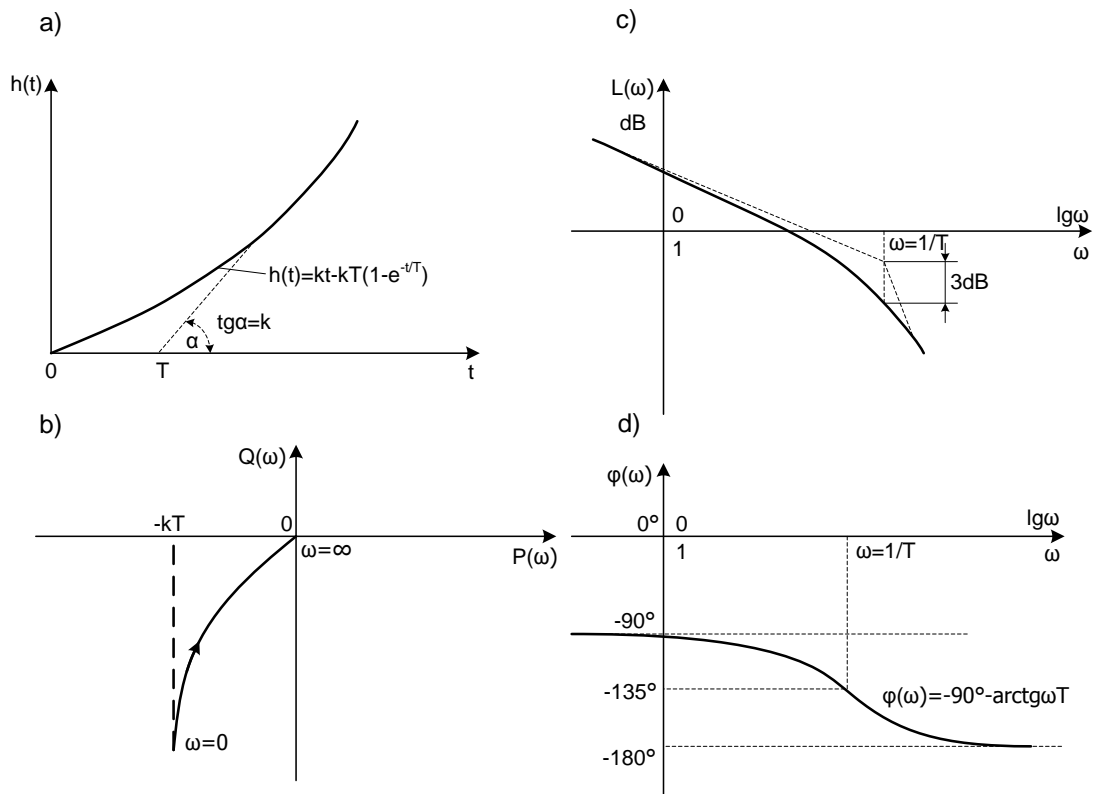 a)
h(t)
h(t)=kt-kT(1-e^-t/T)
tgα=k
α
0
T
t
c)
L(ω)
dB
0
lgω
1
ω=1/T
ω
3dB
b)
Q(ω)
-kT
0
ω=∞
P(ω)
ω=0
d)
φ(ω)
0°
0
lgω
1
ω=1/T
ω
-90°
-135°
φ(ω)=-90°-arctgωT
-180°